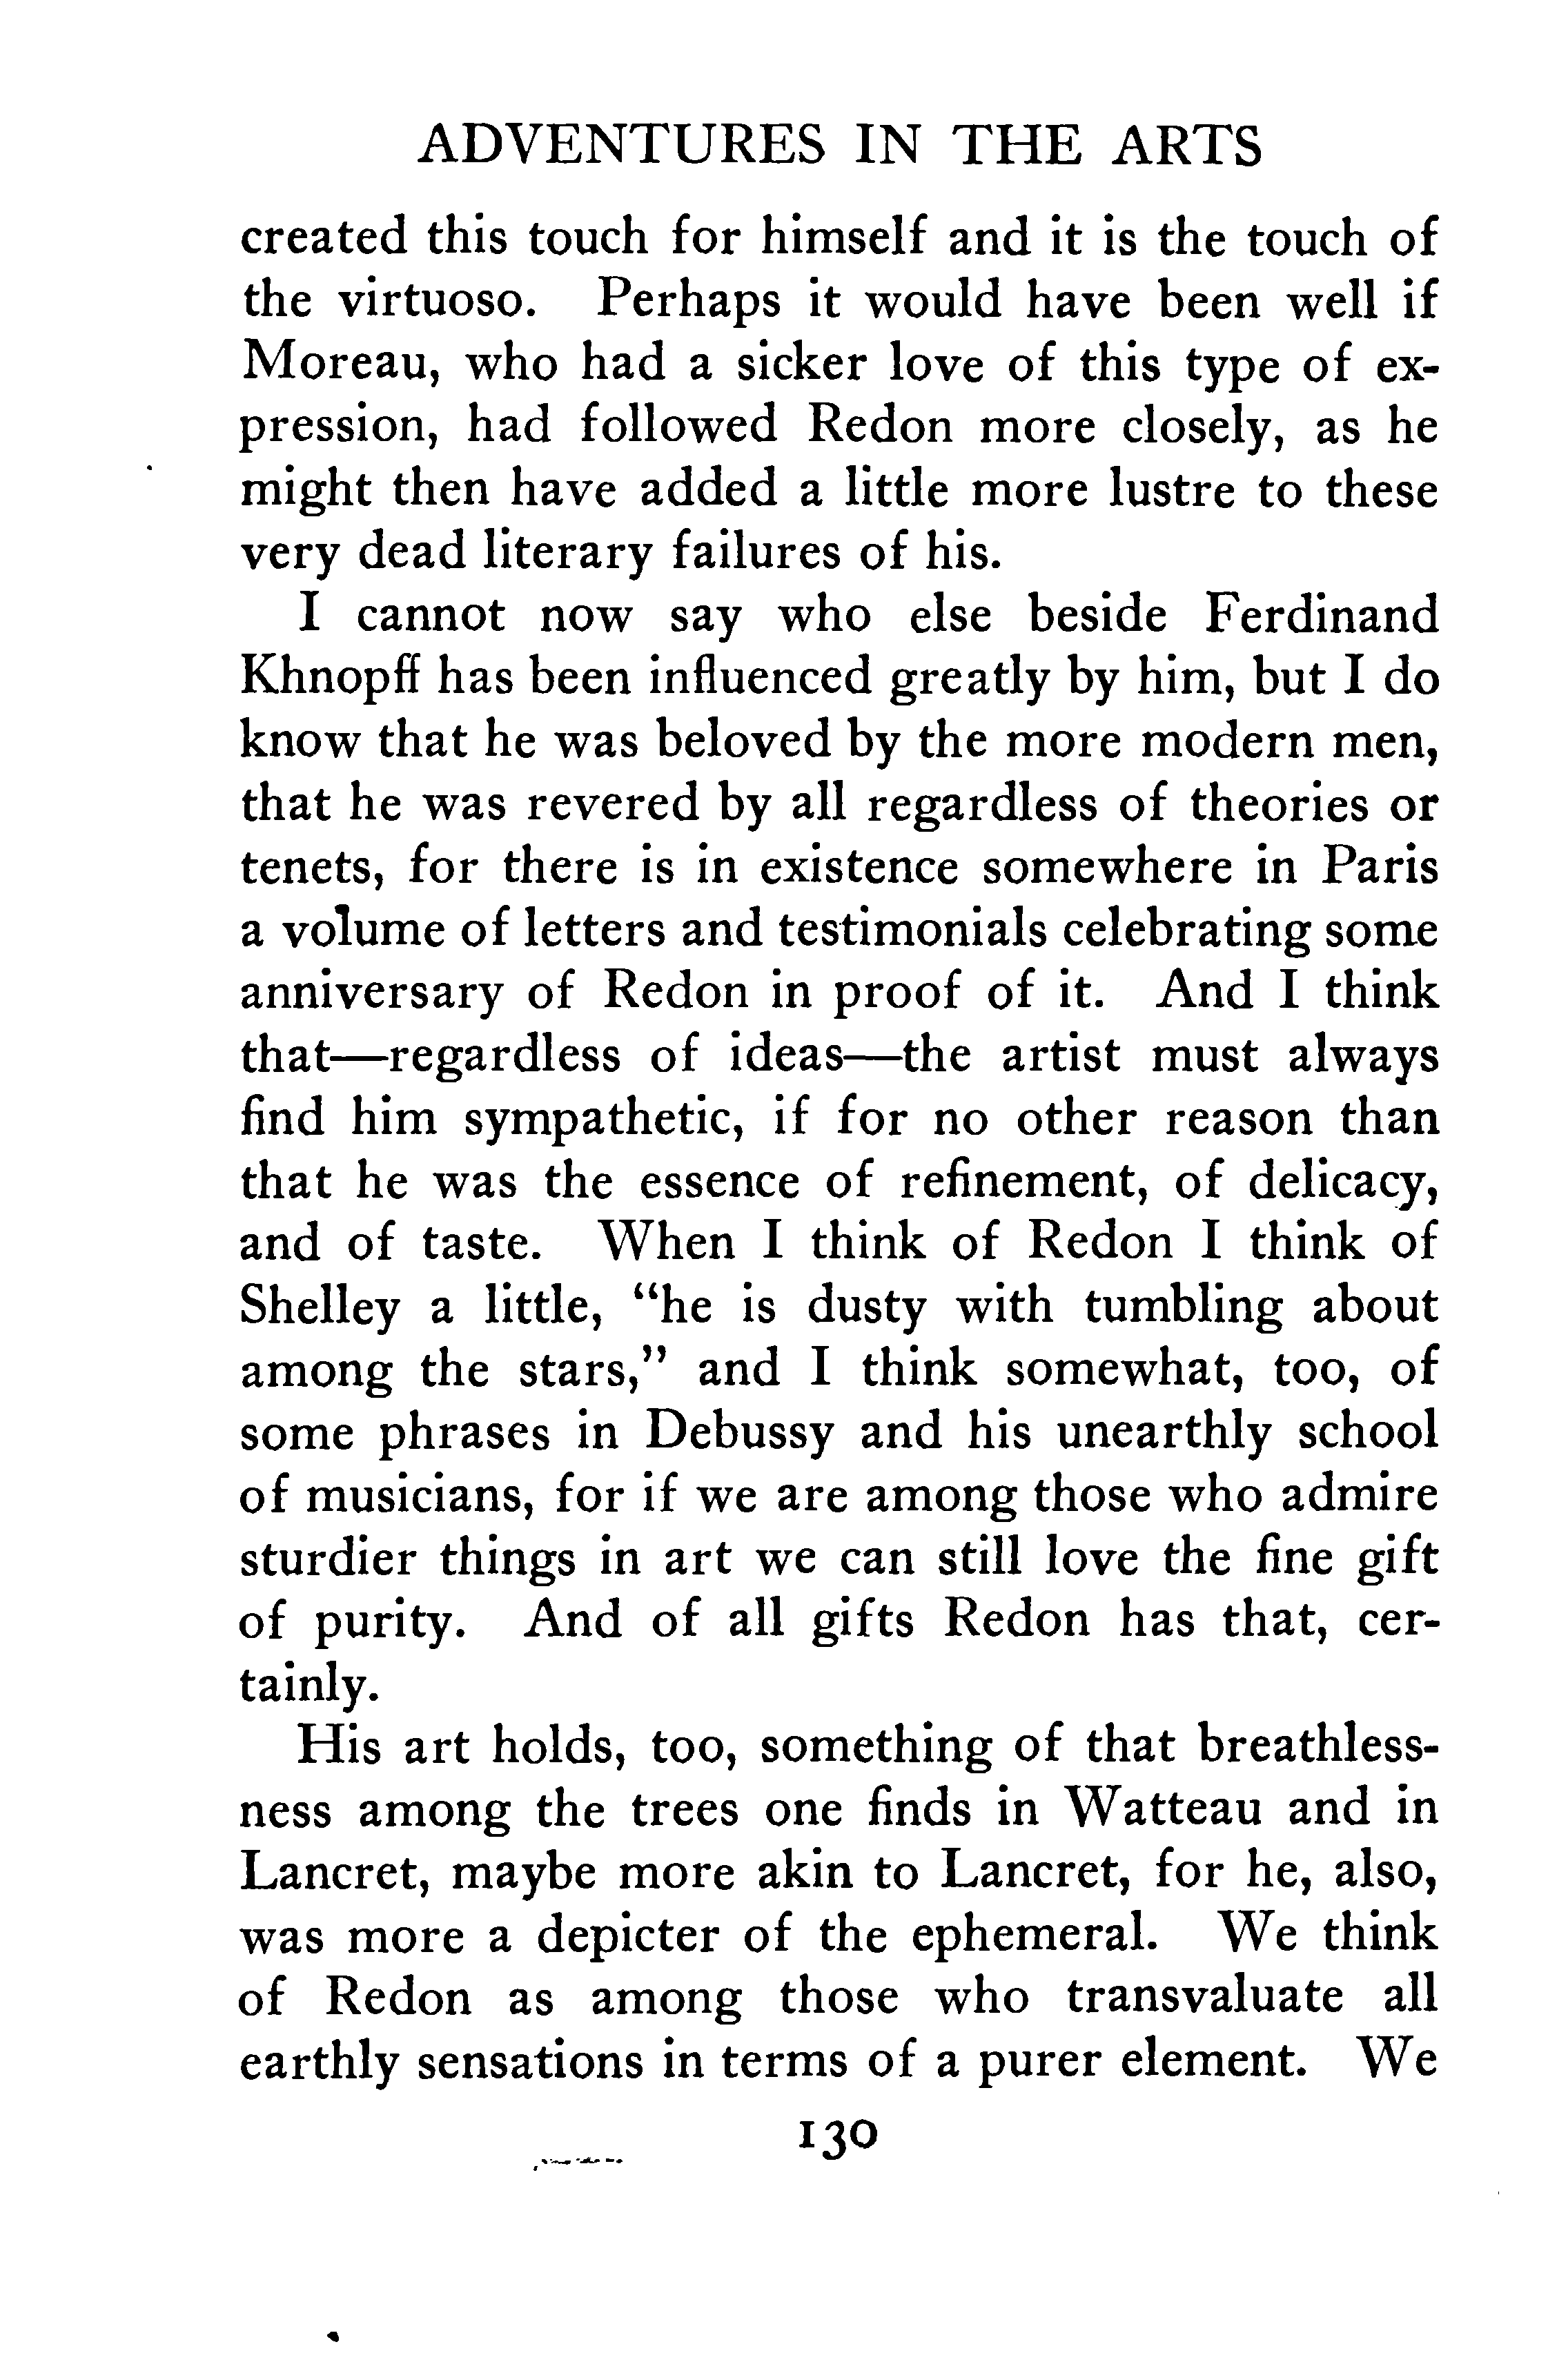 ADVENTURES IN THE ARTS
created this touch for himself and it is the touch of
the virtuoso. Perhaps it would have been well if
Moreau, who had a sicker love of this type of ex-
pression, had followed Redon more closely, as he
might then have added a little more lustre to these
very dead literary failures of his.
I cannot now say who else beside Ferdinand
Khnopff has been influenced greatly by him, but I do
know that he was beloved by the more modern men,
that he was revered by all regardless of theories or
tenets, for there is in existence somewhere in Paris
a volume of letters and testimonials celebrating some
anniversary of Redon in proof of it. And I think
that—regardless of ideas—the artist must always
find him sympathetic, if for no other reason than
that he was the essence of refinement, of delicacy,
and of taste. When I think of Redon I think of
Shelley a little, “he is dusty with tumbling about
among the stars,” and I think somewhat, too, of
some phrases in Debussy and his unearthly school
of musicians, for if we are among those who admire
sturdier things in art we can still love the fine gift
of purity. And of all gifts Redon has that, cer-
tainly.
His art holds, too, something of that breathless-
ness among the trees one finds in Watteau and in
Lancret, maybe more akin to Lancret, for he, also,
was more a depicter of the ephemeral. We think
of Redon as among those who transvaluate all
earthly sensations in terms of a purer element. We
130